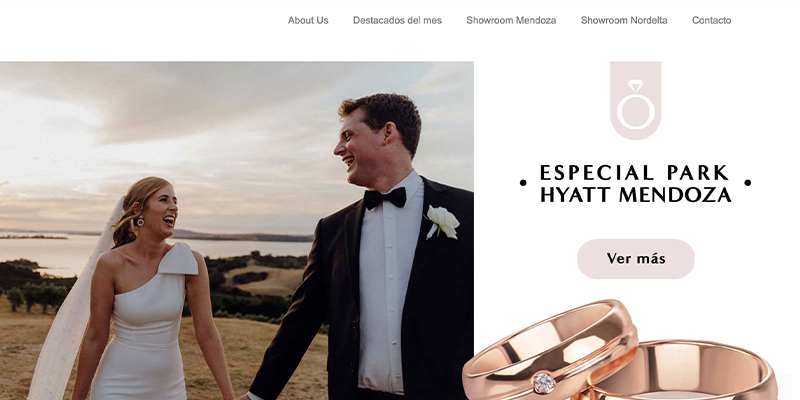 About Us Destacados del mes Showroom Mendoza Showroom Nordelta Contacto
• ESPECIAL PARK
HYATT MENDOZA •
Ver más